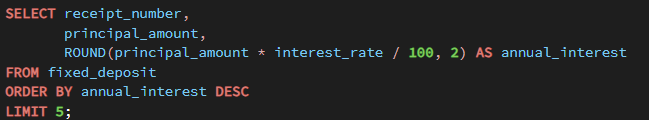 SELECT receipt_number,
       principal_amount,
       ROUND(principal_amount * interest_rate / 100, 2) AS annual_interest
FROM fixed_deposit
ORDER BY annual_interest DESC
LIMIT 5;